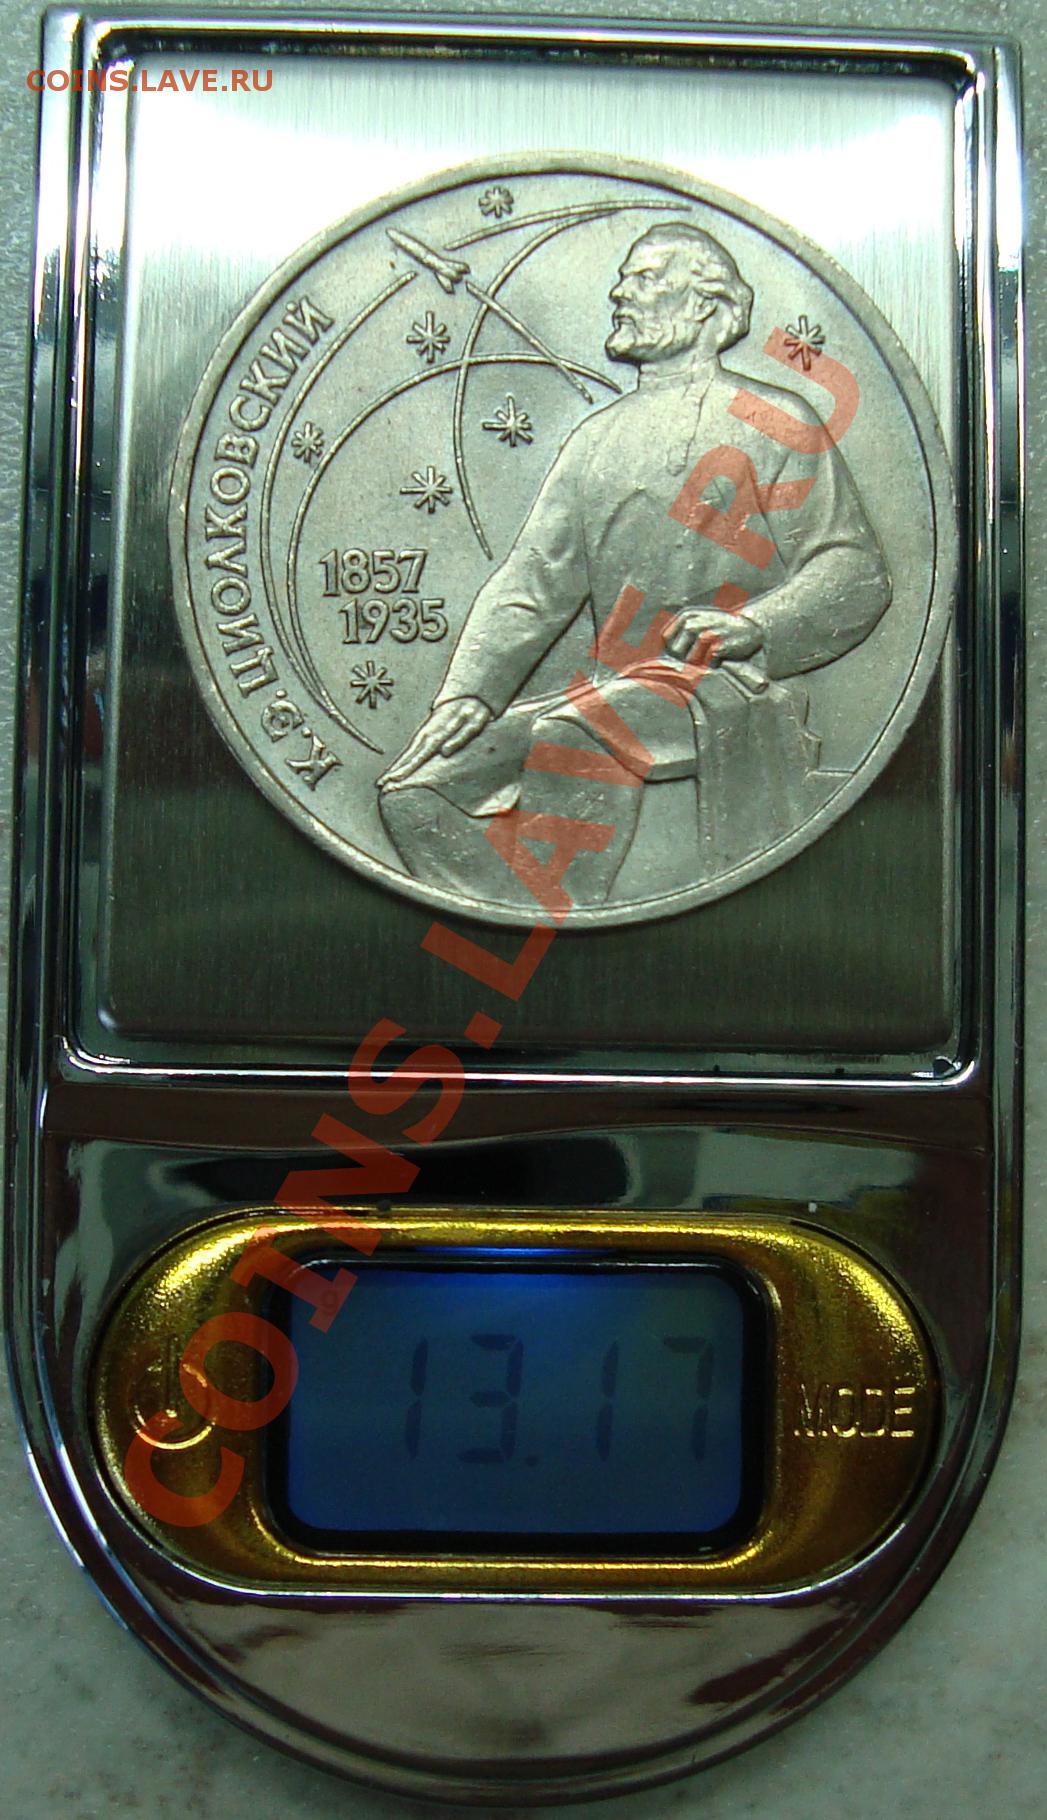 COINS.LAVE.RU
К.Э. ЦИОЛКОВСКИЙ
1857
1935
COINS.LAVE.RU
g
13.17
MODE